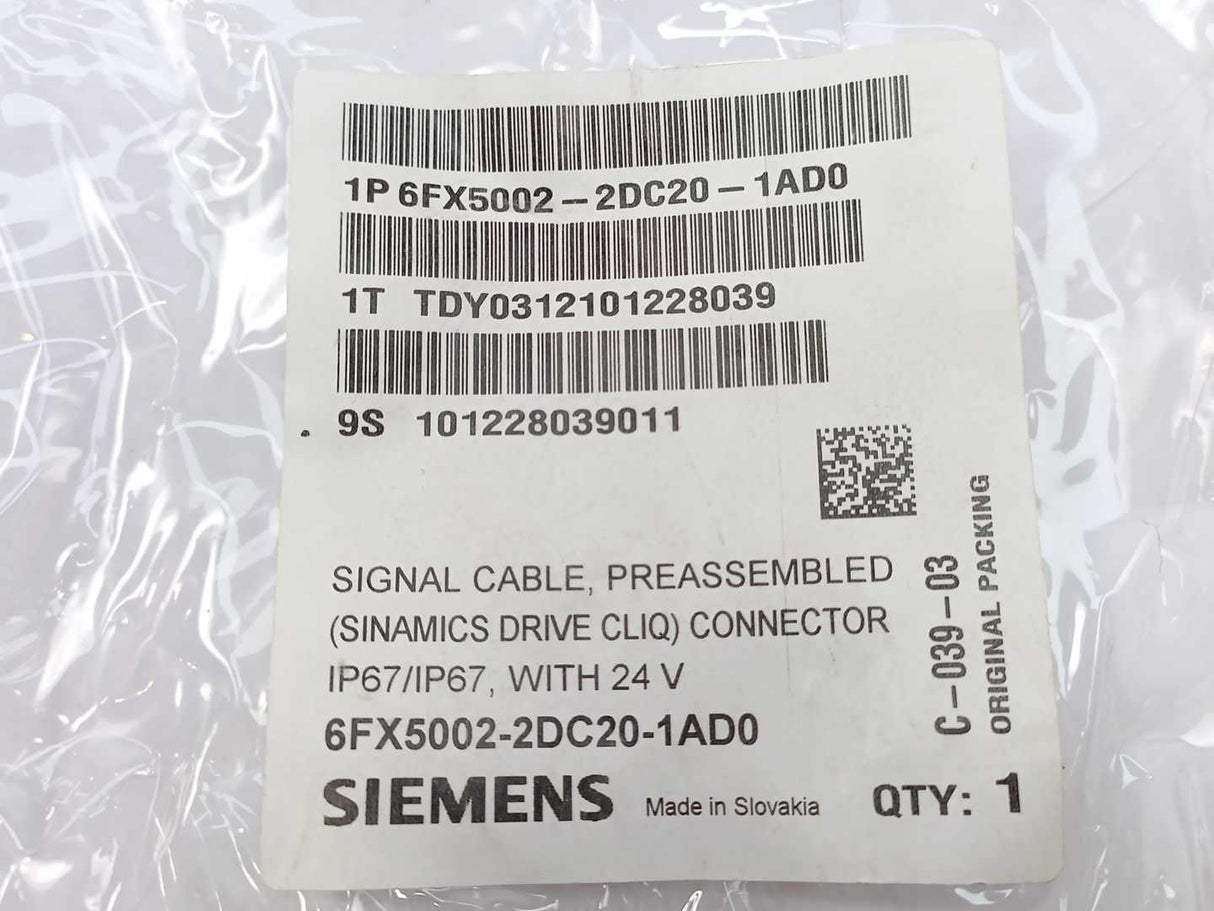 1P 6FX5002-2DC20-1AD0
1T TDY0312101228039
9S 101228039011
SIGNAL CABLE, PREASSEMBLED
(SINAMICS DRIVE CLIQ) CONNECTOR
IP67/IP67, WITH 24 V
6FX5002-2DC20-1AD0
SIEMENS Made in Slovakia QTY: 1
C-039-03
ORIGINAL PACKING